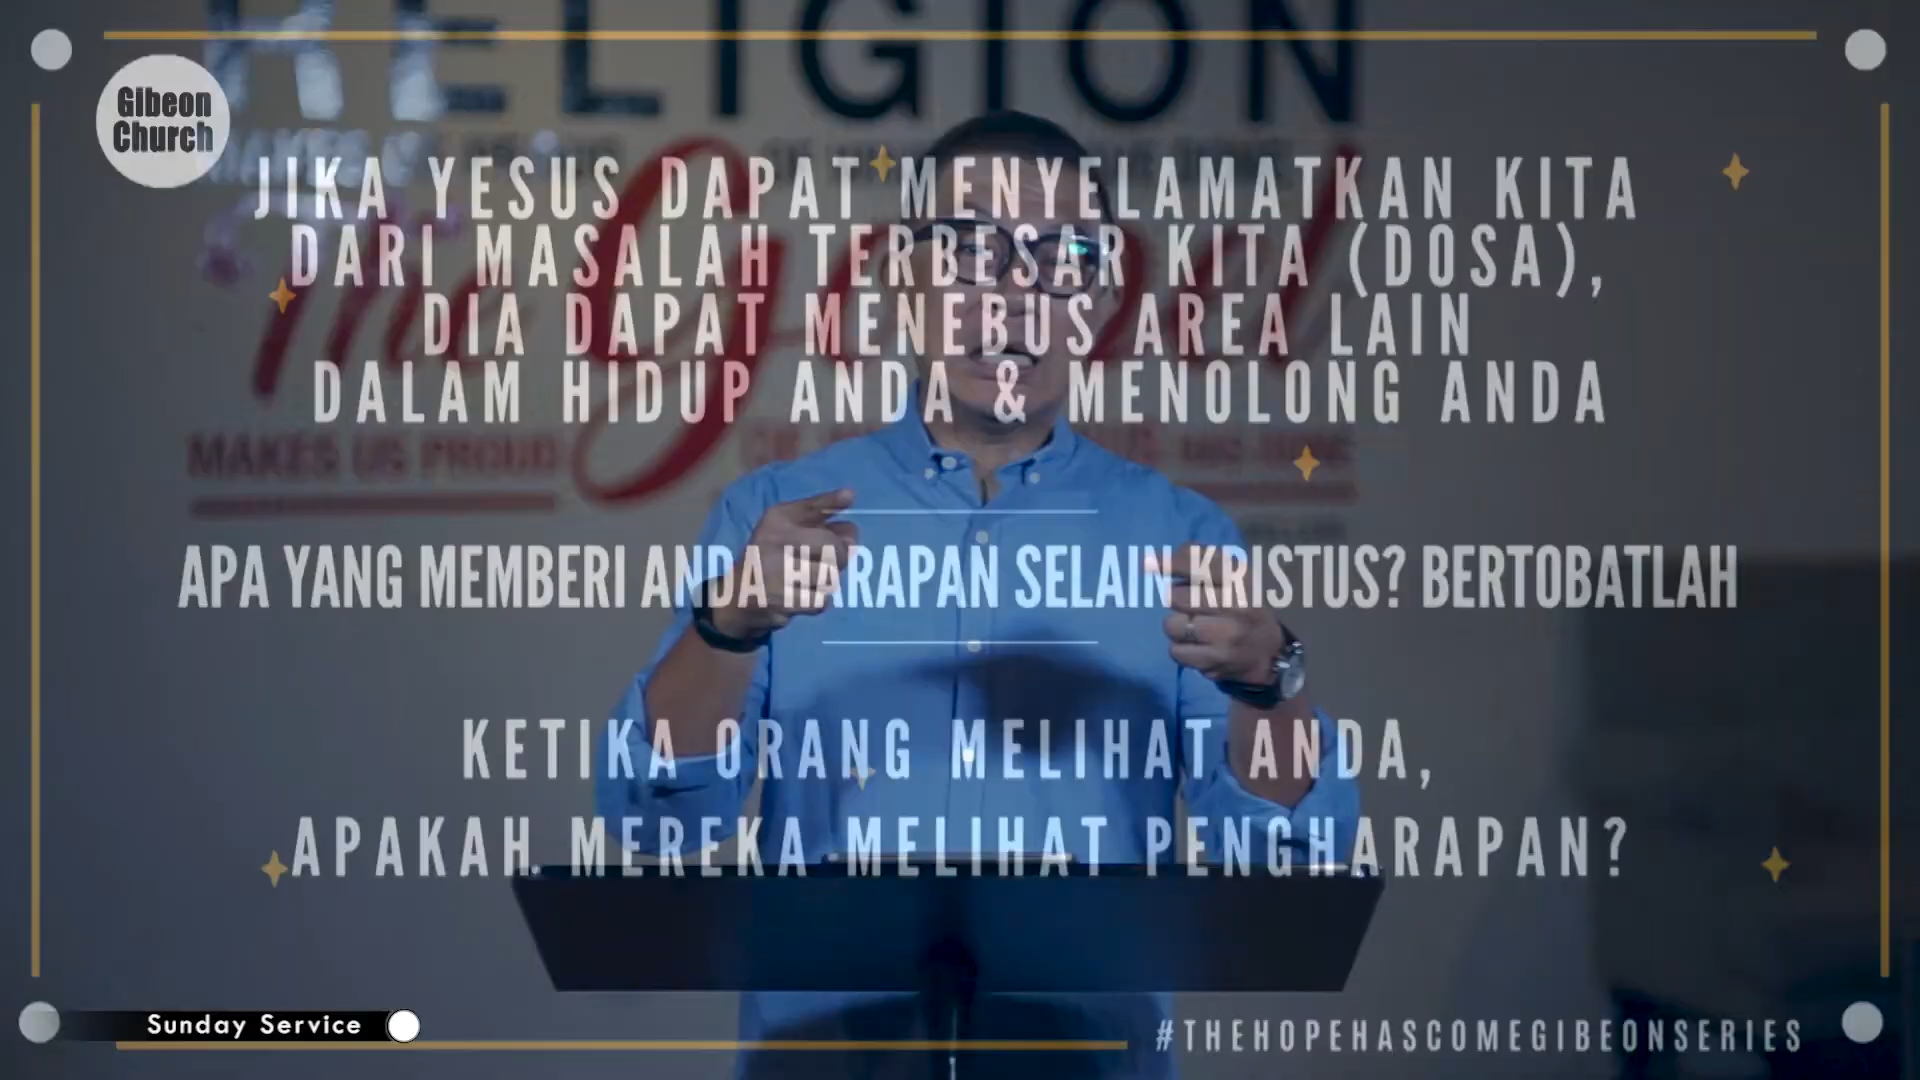 RELIGION
Gibeon
Church
JIKA YESUS DAPAT MENYELAMATKAN KITA
DARI MASALAH TERBESAR KITA (DOSA),
DIA DAPAT MENEBUS AREA LAIN
DALAM HIDUP ANDA & MENOLONG ANDA
The Gospel
MAKES US PROUD
APA YANG MEMBERI ANDA HARAPAN SELAIN KRISTUS? BERTOBATLAH
KETIKA ORANG MELIHAT ANDA,
APAKAH MEREKA MELIHAT PENGHARAPAN?
Sunday Service
#THEHOPEHASCOMEGIBEONSERIES